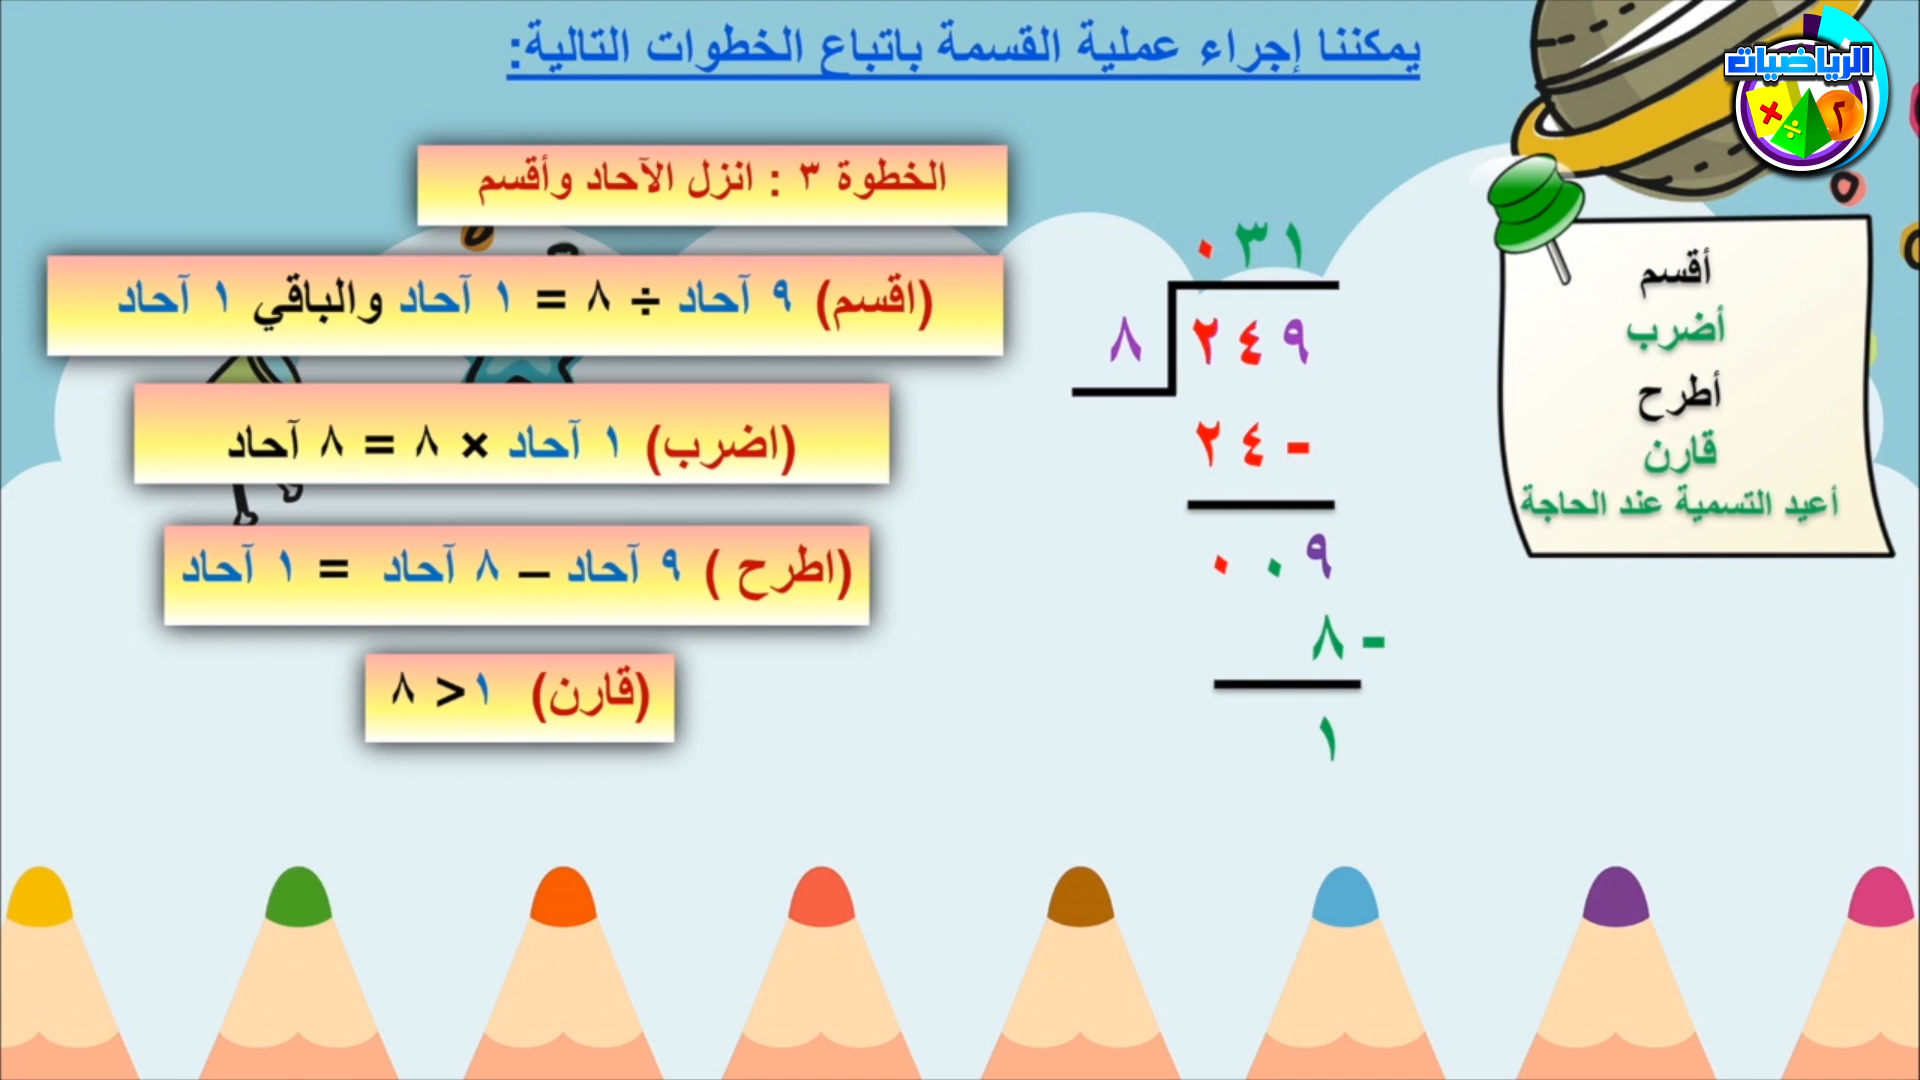 يمكننا إجراء عملية القسمة باتباع الخطوات التالية:
الرياضيات
× ÷ ٢
الخطوة ٣ : انزل الآحاد وأقسم
(اقسم) ٩ آحاد ÷ ٨ = ١ آحاد والباقي ١ آحاد
(اضرب) ١ آحاد × ٨ = ٨ آحاد
(اطرح ) ٩ آحاد – ٨ آحاد = ١ آحاد
(قارن) ١< ٨
٠٣١
٨ ٢٤٩
٢٤ -
٠٠٩
٨ -
١
أقسم
أضرب
أطرح
قارن
أعيد التسمية عند الحاجة